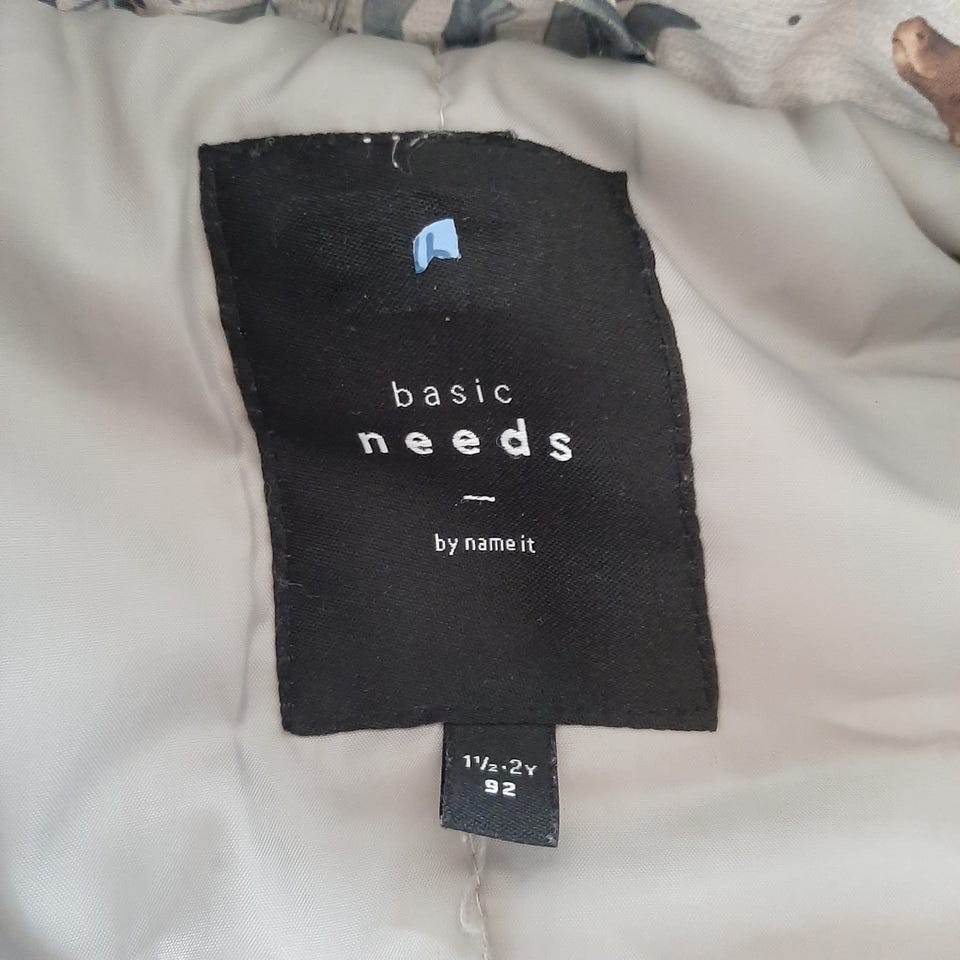 basic
needs
by name it
1½-2Y
92